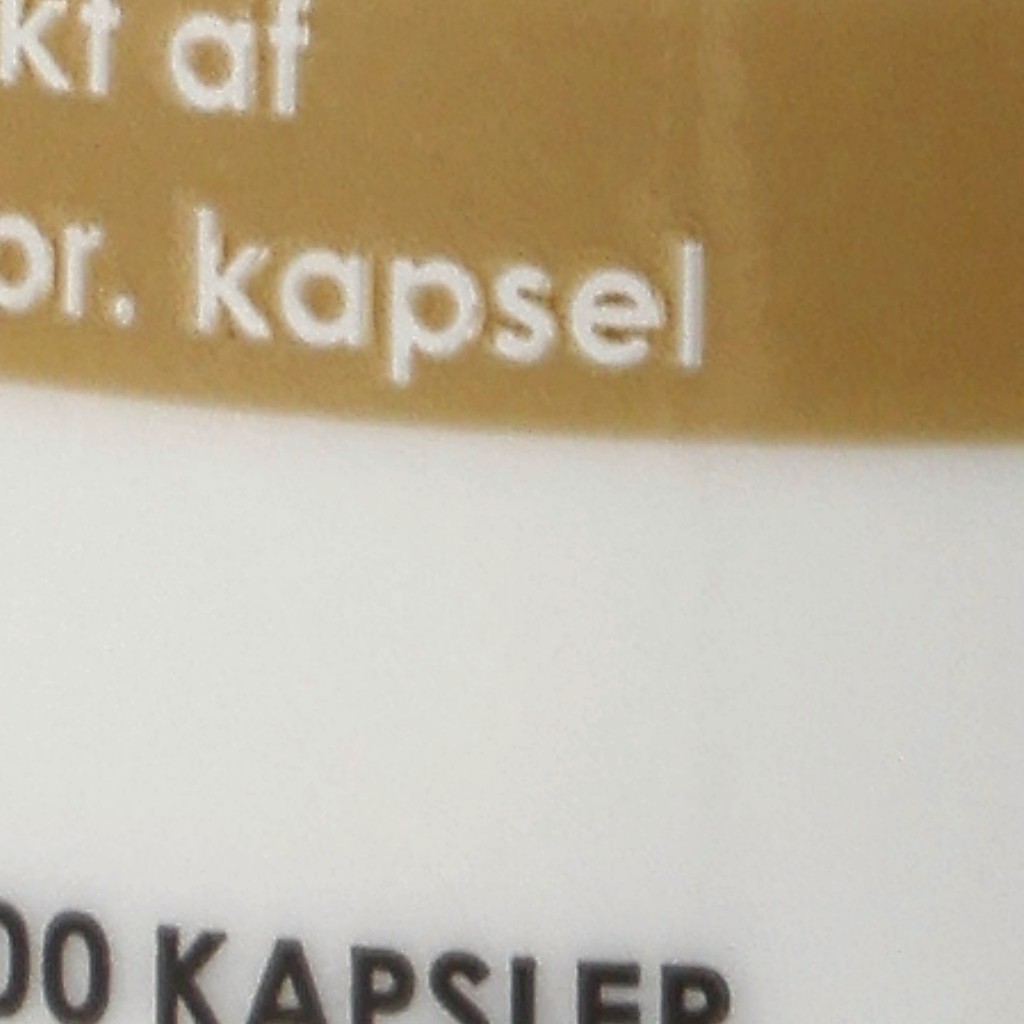 kt af
pr. kapsel
00 KAPSLER